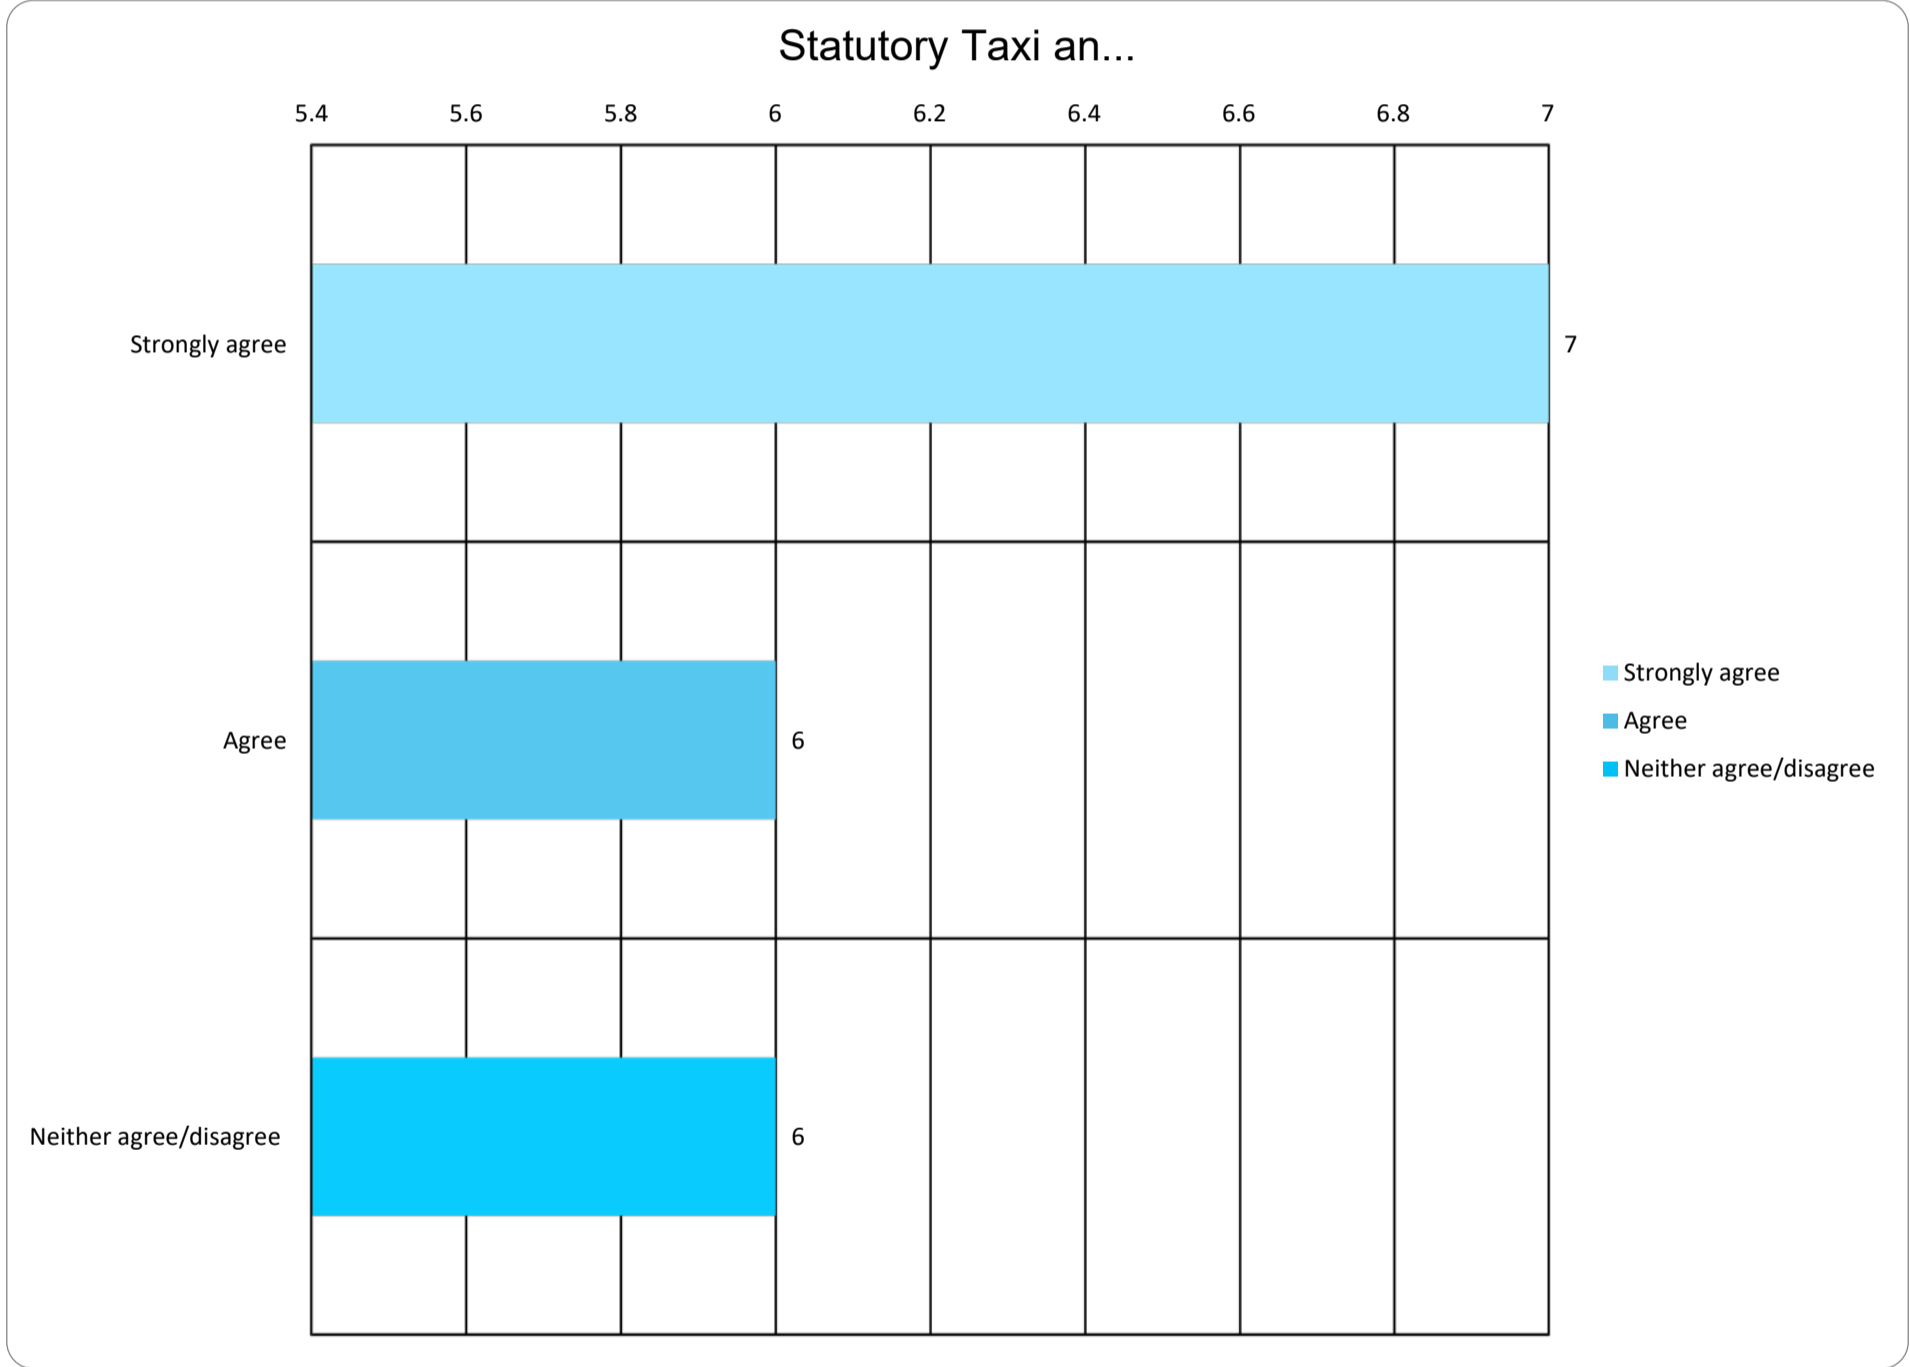 Statutory Taxi an...
5.4 5.6 5.8 6 6.2 6.4 6.6 6.8 7
Strongly agree 7
Agree 6
Neither agree/disagree 6
Strongly agree
Agree
Neither agree/disagree